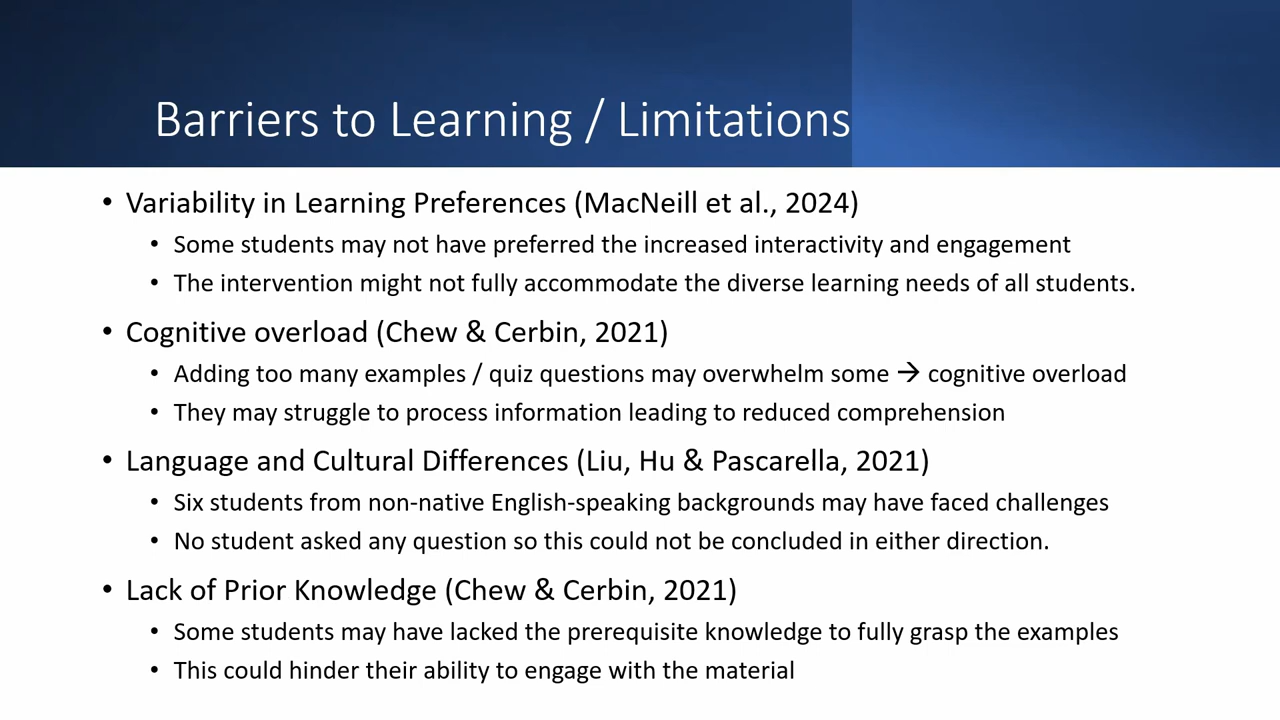 Barriers to Learning / Limitations
• Variability in Learning Preferences (MacNeill et al., 2024)
• Some students may not have preferred the increased interactivity and engagement
• The intervention might not fully accommodate the diverse learning needs of all students.
• Cognitive overload (Chew & Cerbin, 2021)
• Adding too many examples / quiz questions may overwhelm some → cognitive overload
• They may struggle to process information leading to reduced comprehension
• Language and Cultural Differences (Liu, Hu & Pascarella, 2021)
• Six students from non-native English-speaking backgrounds may have faced challenges
• No student asked any question so this could not be concluded in either direction.
• Lack of Prior Knowledge (Chew & Cerbin, 2021)
• Some students may have lacked the prerequisite knowledge to fully grasp the examples
• This could hinder their ability to engage with the material